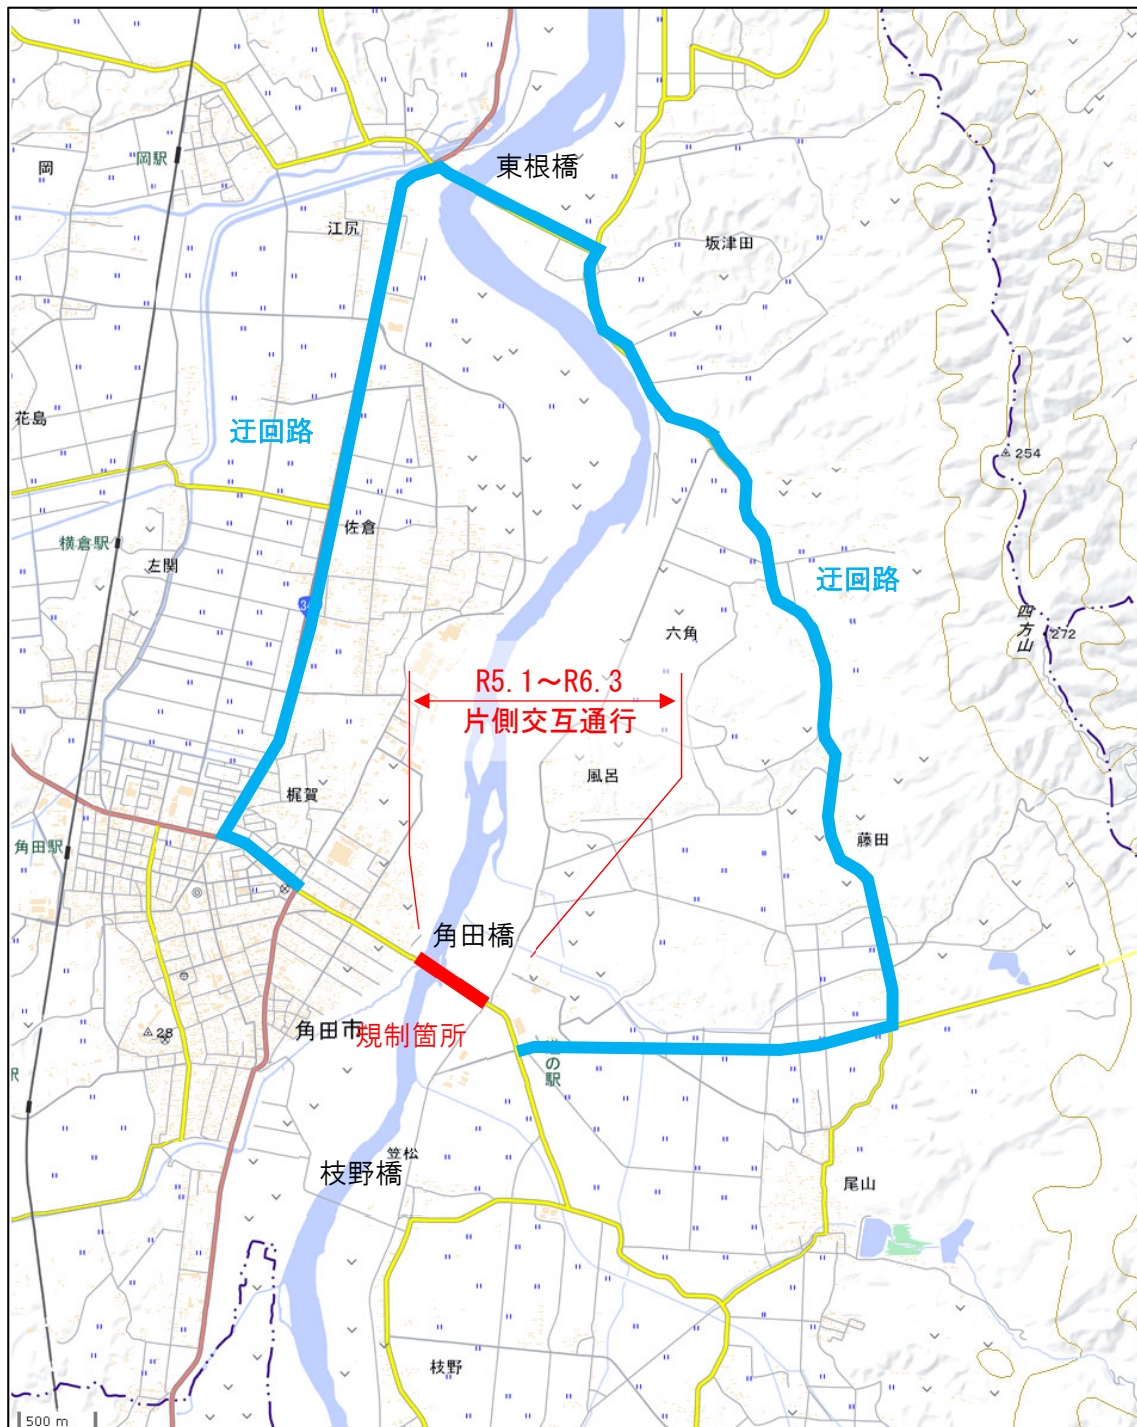 東根橋
岡駅
岡
江尻
坂津田
花島
迂回路
254
佐倉
横倉駅
左関
迂回路
34
六角
四方山
272
R5.1～R6.3
片側交互通行
風呂
梶賀
角田駅
藤田
角田橋
28
角田市
規制箇所
の駅
駅
笠松
枝野橋
尾山
枝野
500 m